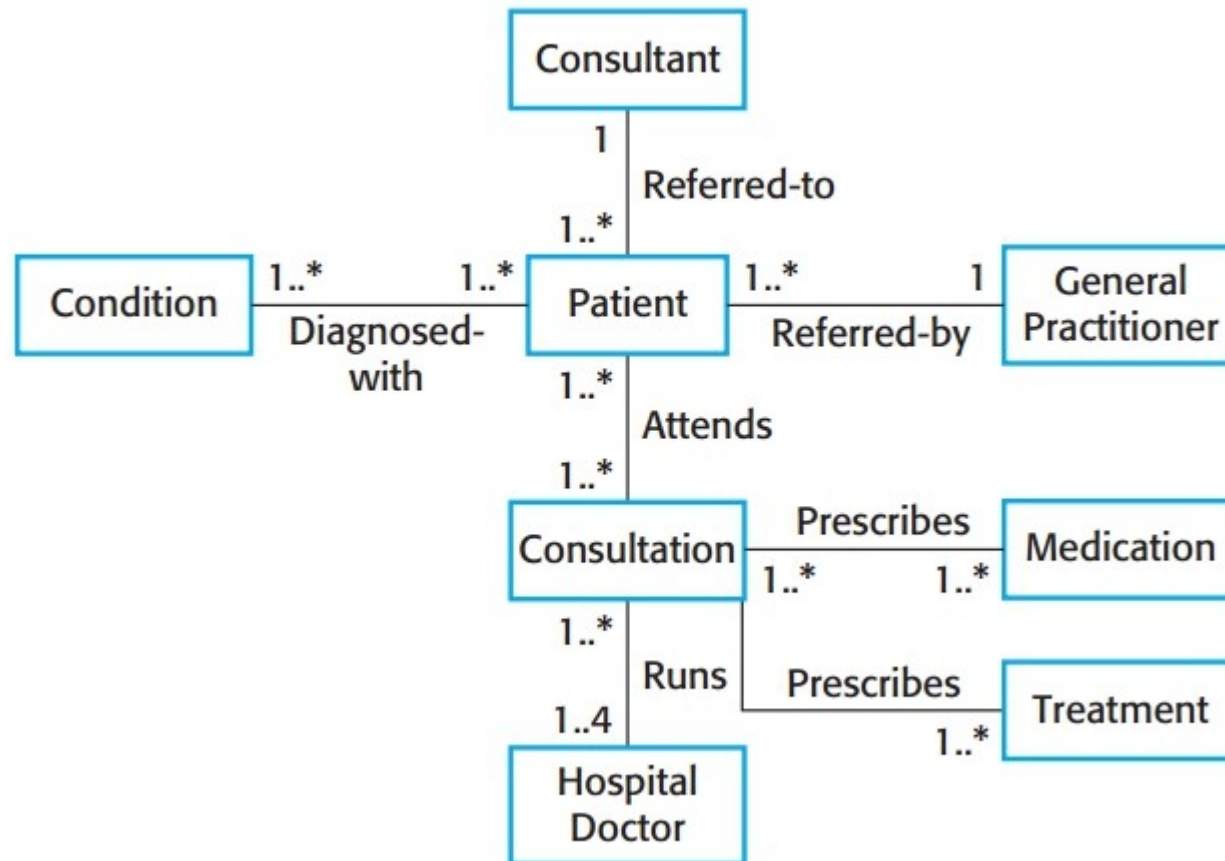 Consultant
1
Referred-to
1..*
Condition
1..*
Diagnosed-
with
1..*
Patient
1..*
Referred-by
1
General
Practitioner
1..*
Attends
1..*
Consultation
Prescribes
1..*
1..*
Medication
1..*
Runs
1..4
Prescribes
1..*
Treatment
Hospital
Doctor